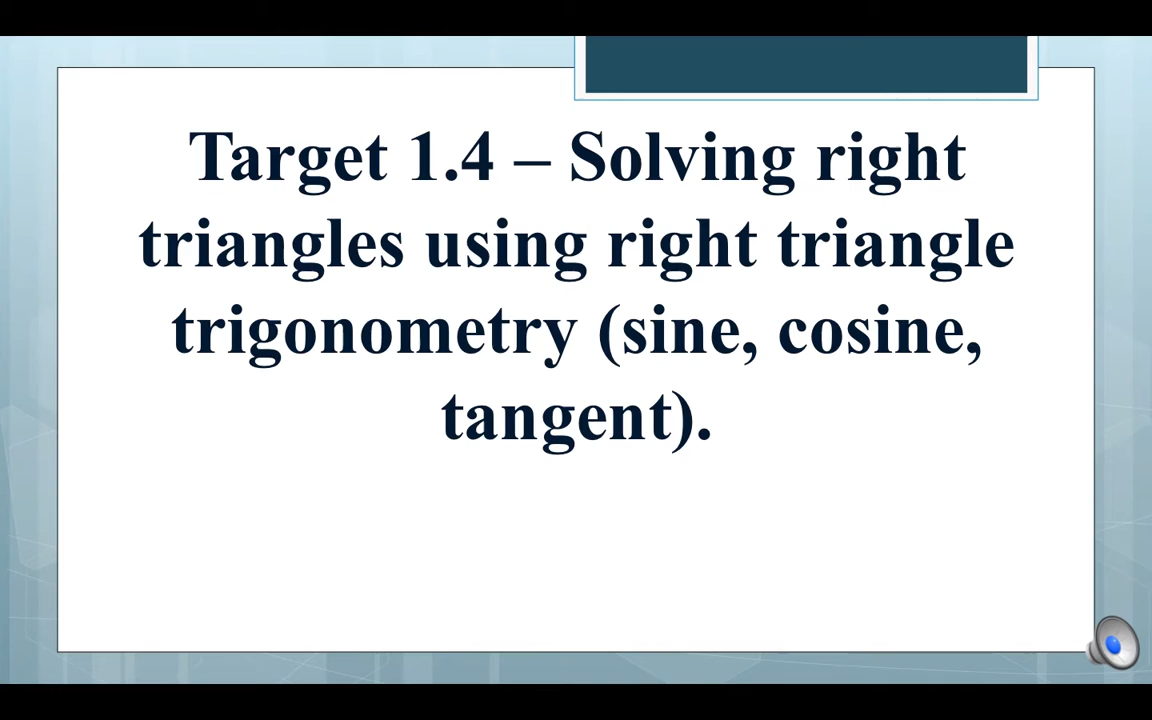 Target 1.4 – Solving right
triangles using right triangle
trigonometry (sine, cosine,
tangent).